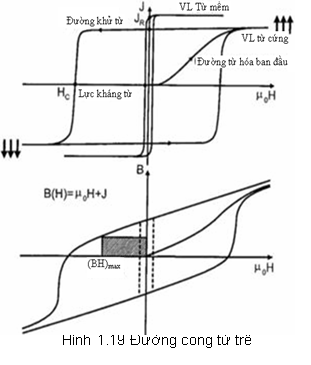 J
Đường khử từ
VL Từ mềm
J_R
VL từ cứng
Đường từ hóa ban đầu
H_C
Lực kháng từ
μ₀H
B
B(H)=μ₀H+J
(BH)max
μ₀H
Hình 1.19 Đường cong từ trễ